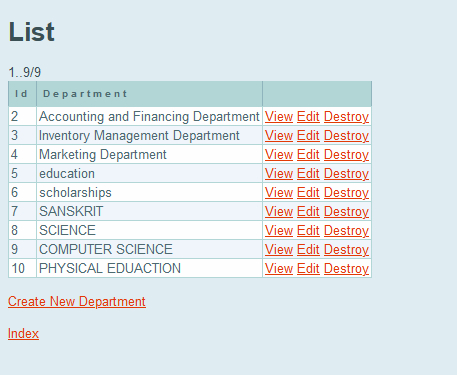 List
1..9/9
Id Department
2 Accounting and Financing Department View Edit Destroy
3 Inventory Management Department View Edit Destroy
4 Marketing Department View Edit Destroy
5 education View Edit Destroy
6 scholarships View Edit Destroy
7 SANSKRIT View Edit Destroy
8 SCIENCE View Edit Destroy
9 COMPUTER SCIENCE View Edit Destroy
10 PHYSICAL EDUACTION View Edit Destroy
Create New Department
Index